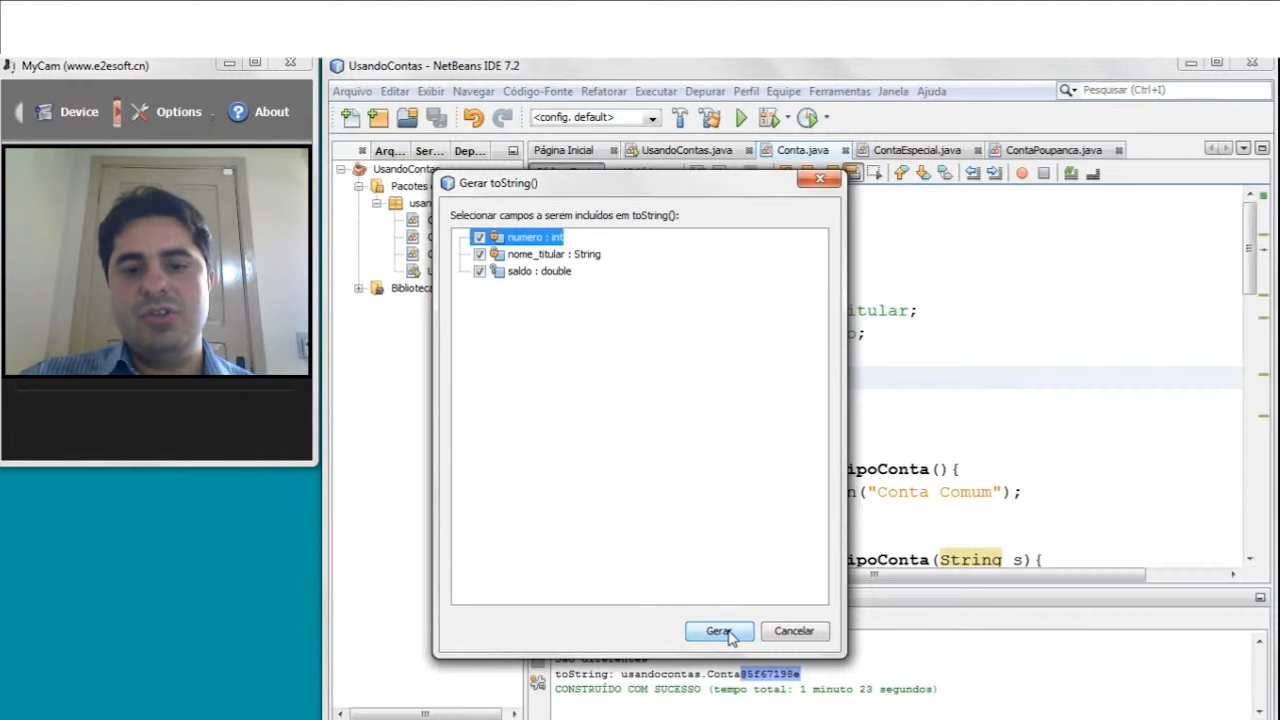 MyCam (www.e2esoft.cn)
Device
Options
About
UsandoContas - NetBeans IDE 7.2
Arquivo Editar Exibir Navegar Código-Fonte Refatorar Executar Depurar Perfil Equipe Ferramentas Janela Ajuda
Pesquisar (Ctrl+I)
<config. default>
Arq... Ser... Dep...
Página Inicial UsandoContas.java Conta.java ContaEspecial.java ContaPoupanca.java
UsandoContas
Pacotes
Gerar toString()
Selecionar campos a serem incluídos em toString():
numero : int
nome_titular : String
saldo : double
Gerar
Cancelar
itular;
o;
ipoConta(){
n("Conta Comum");
ipoConta(String s){
São diferentes
toString: usandocontas.Conta@5f67198e
CONSTRUÍDO COM SUCESSO (tempo total: 1 minuto 23 segundos)